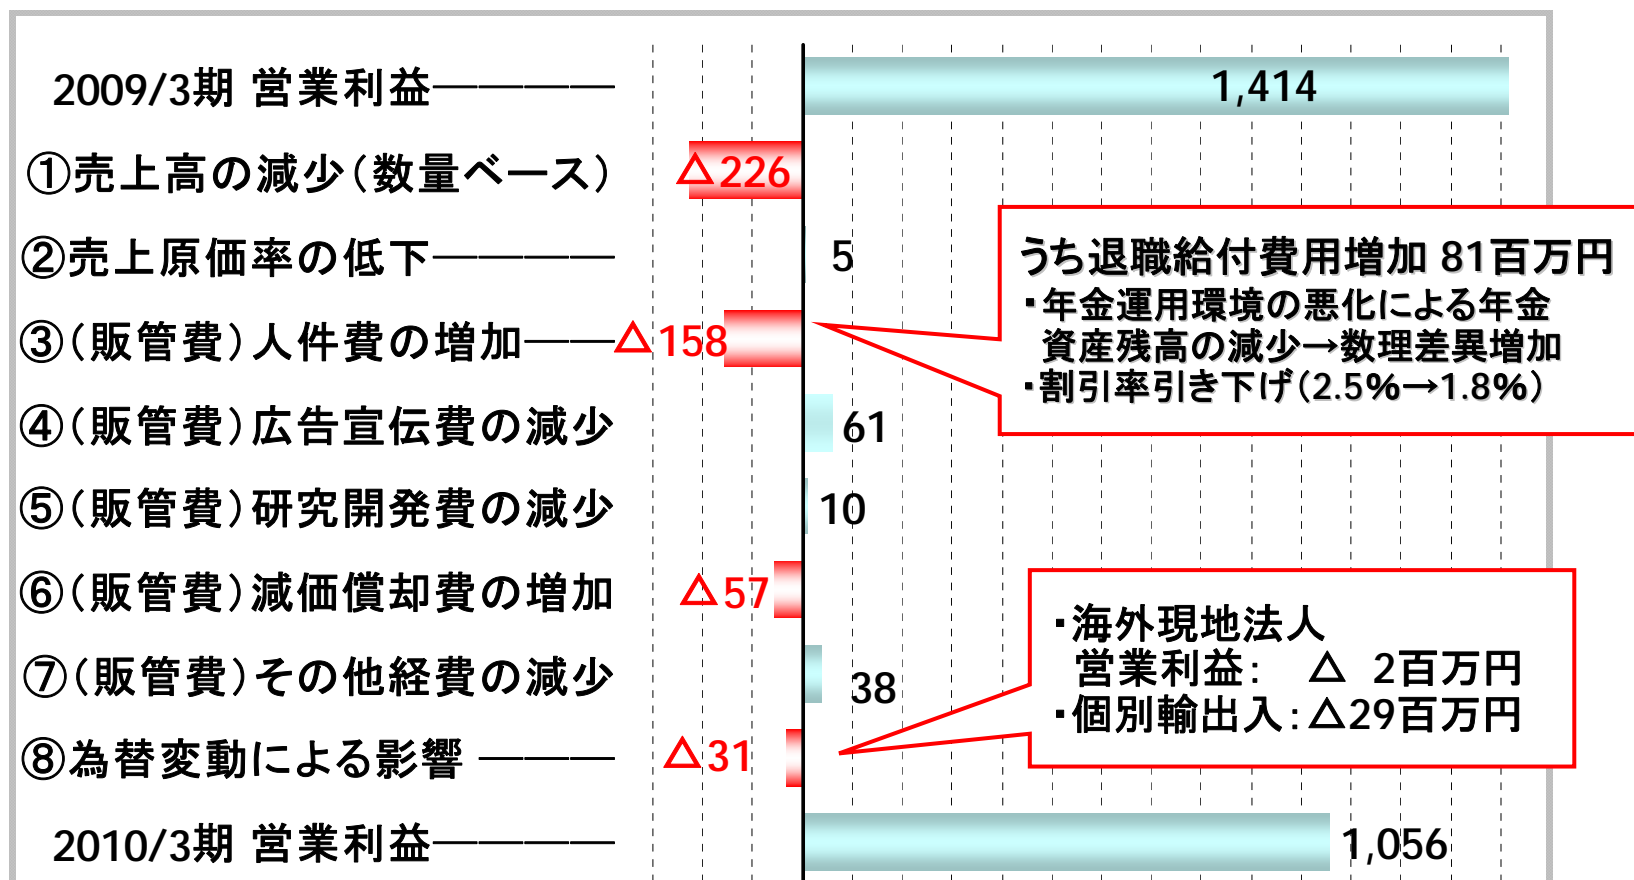 2009/3期 営業利益―――― 1,414
①売上高の減少(数量ベース) △226
②売上原価率の低下―――― 5
うち退職給付費用増加 81百万円
・年金運用環境の悪化による年金
資産残高の減少→数理差異増加
・割引率引き下げ(2.5%→1.8%)
③(販管費)人件費の増加―― △158
④(販管費)広告宣伝費の減少 61
⑤(販管費)研究開発費の減少 10
⑥(販管費)減価償却費の増加 △57
⑦(販管費)その他経費の減少 38
・海外現地法人
営業利益: △ 2百万円
・個別輸出入:△29百万円
⑧為替変動による影響 ――― △31
2010/3期 営業利益―――― 1,056